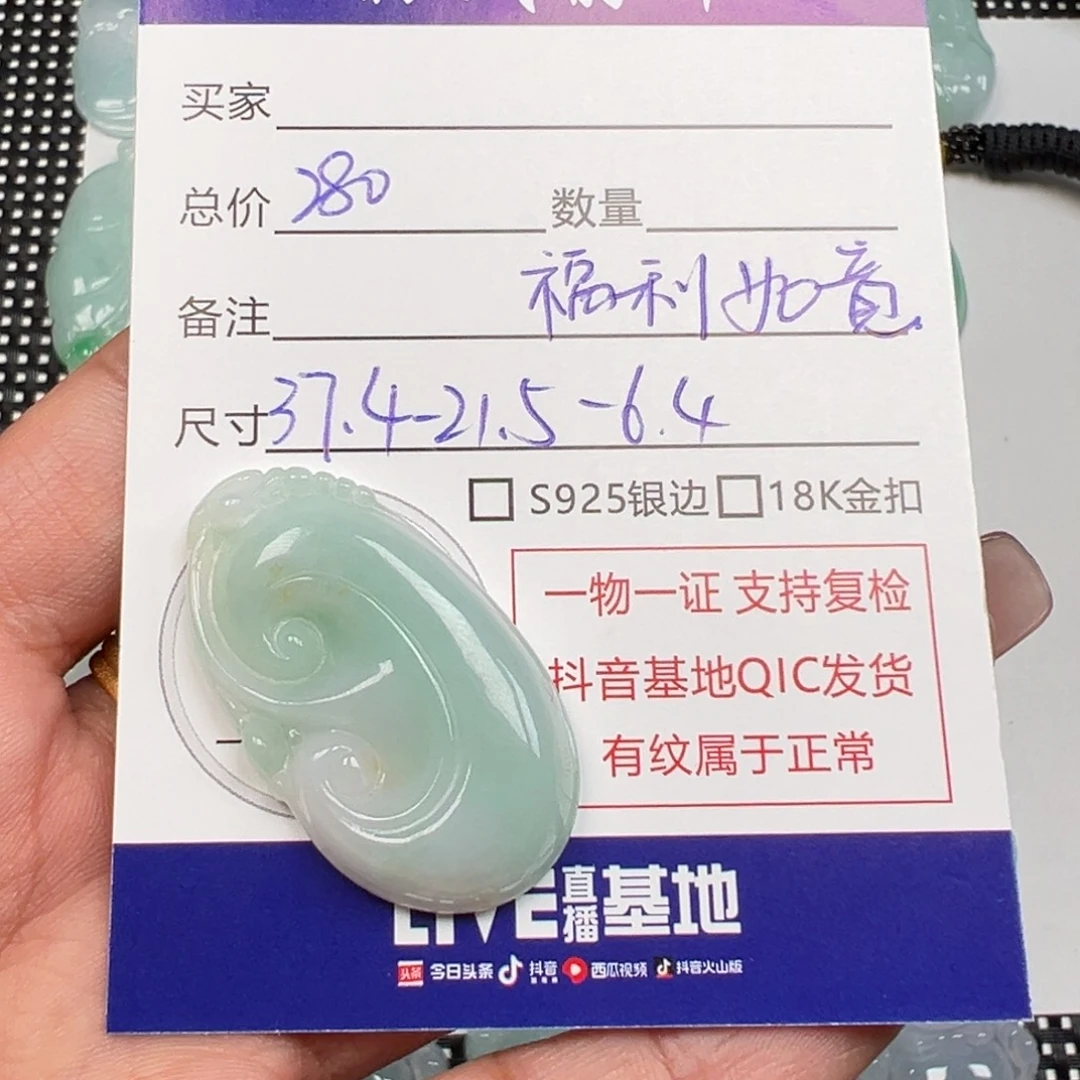 买家
总价 280 数量
备注 福利如意
尺寸 37.4-21.5-6.4
S925银边 18K金扣
一物一证 支持复检
抖音基地QIC发货
有纹属于正常
LIVE 直播 基地
头条 今日头条 抖音 西瓜视频 抖音火山版